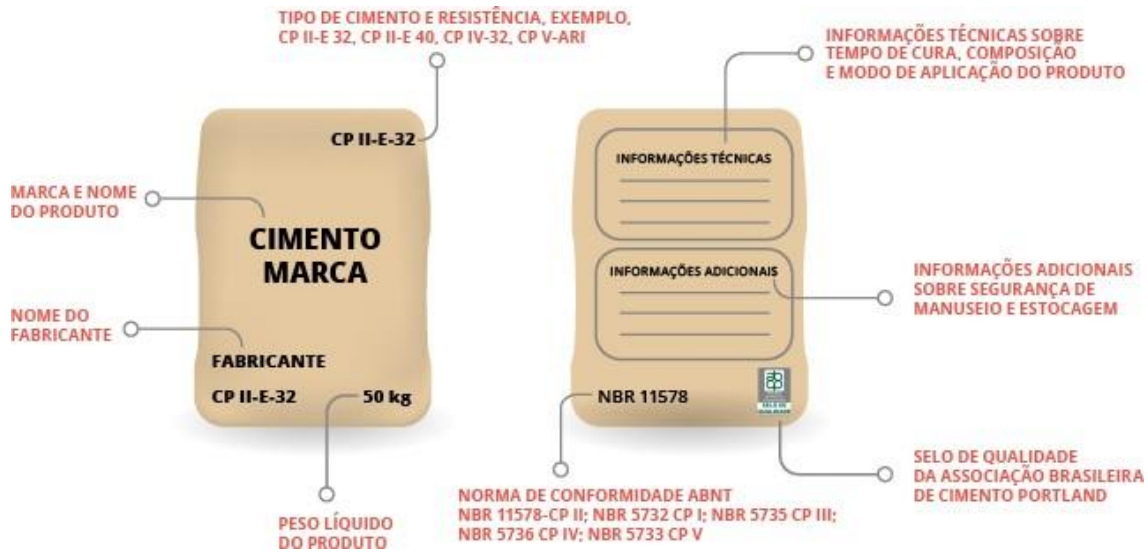 TIPO DE CIMENTO E RESISTÊNCIA, EXEMPLO,
CP II-E 32, CP II-E 40, CP IV-32, CP V-ARI
INFORMAÇÕES TÉCNICAS SOBRE
TEMPO DE CURA, COMPOSIÇÃO
E MODO DE APLICAÇÃO DO PRODUTO
CP II-E-32
MARCA E NOME
DO PRODUTO
CIMENTO
MARCA
NOME DO
FABRICANTE
FABRICANTE
CP II-E-32
50 kg
PESO LÍQUIDO
DO PRODUTO
INFORMAÇÕES TÉCNICAS
INFORMAÇÕES ADICIONAIS
INFORMAÇÕES ADICIONAIS
SOBRE SEGURANÇA DE
MANUSEIO E ESTOCAGEM
NBR 11578
SELO DE
QUALIDADE
NORMA DE CONFORMIDADE ABNT
NBR 11578-CP II; NBR 5732 CP I; NBR 5735 CP III;
NBR 5736 CP IV; NBR 5733 CP V
SELO DE QUALIDADE
DA ASSOCIAÇÃO BRASILEIRA
DE CIMENTO PORTLAND